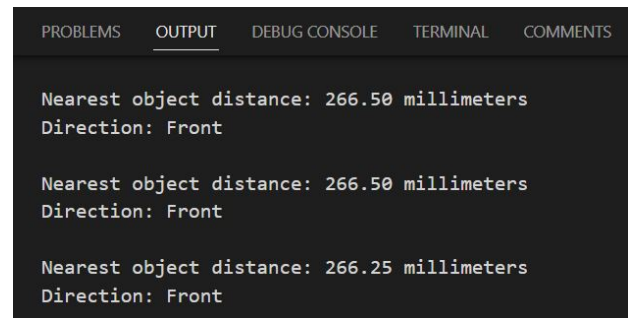 PROBLEMS OUTPUT DEBUG CONSOLE TERMINAL COMMENTS
Nearest object distance: 266.50 millimeters
Direction: Front
Nearest object distance: 266.50 millimeters
Direction: Front
Nearest object distance: 266.25 millimeters
Direction: Front